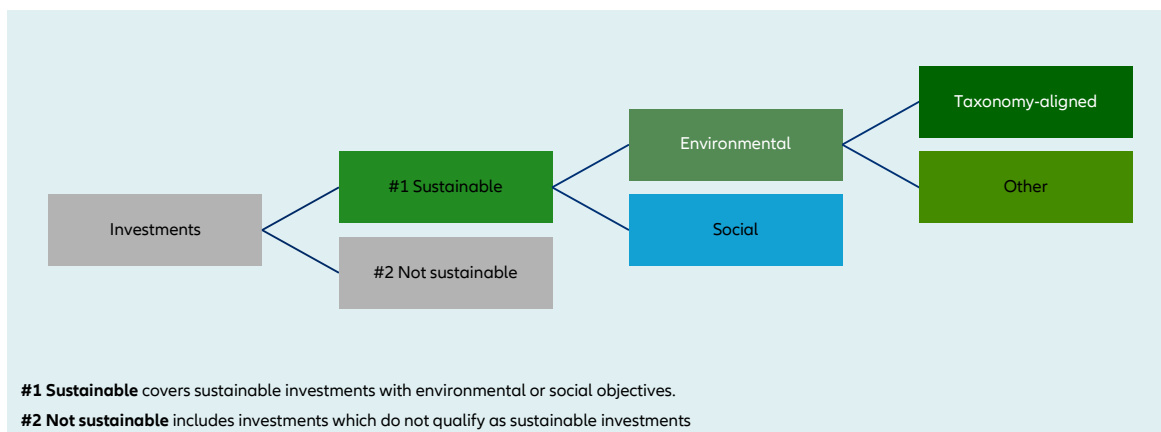 Taxonomy-aligned
Environmental
#1 Sustainable
Other
Investments
Social
#2 Not sustainable
#1 Sustainable covers sustainable investments with environmental or social objectives.
#2 Not sustainable includes investments which do not qualify as sustainable investments